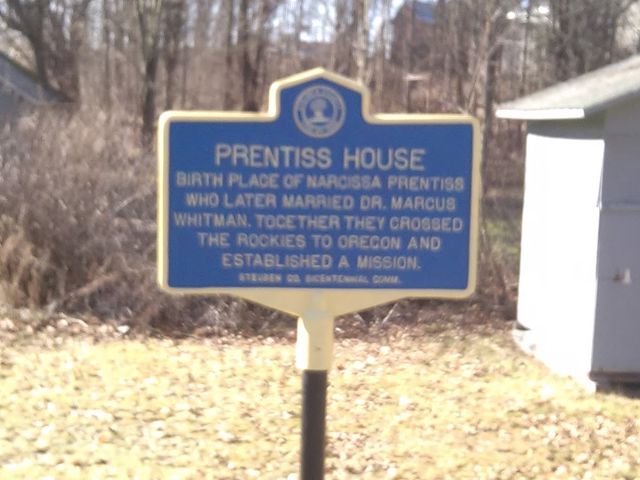 PRENTISS HOUSE
BIRTH PLACE OF NARCISSA PRENTISS
WHO LATER MARRIED DR. MARCUS
WHITMAN. TOGETHER THEY CROSSED
THE ROCKIES TO OREGON AND
ESTABLISHED A MISSION.
STEUBEN CO. BICENTENNIAL COMM.